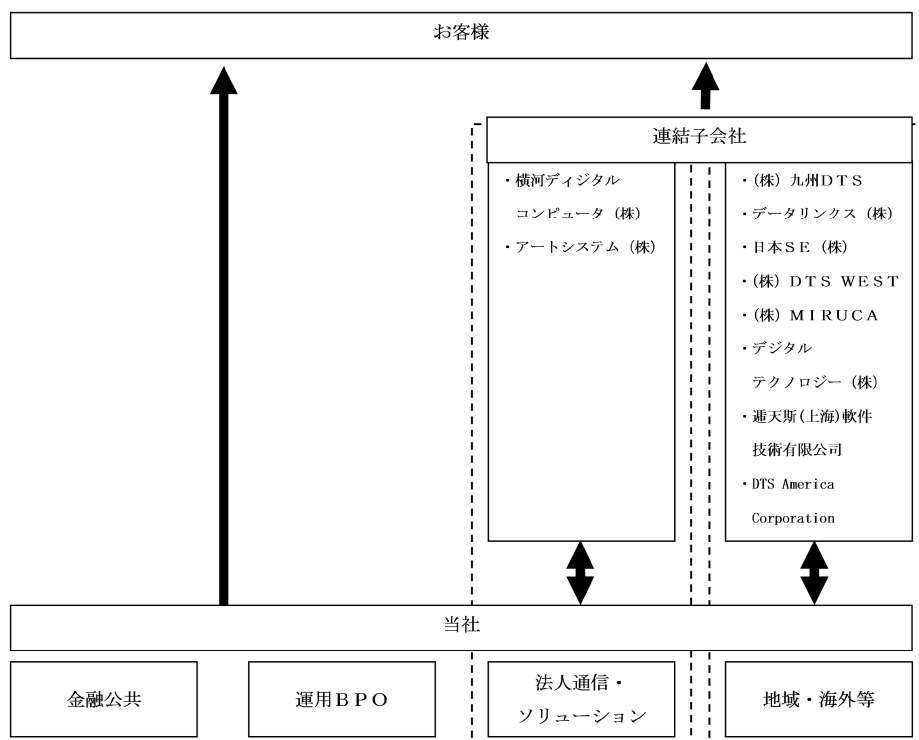 お客様
連結子会社
・横河ディジタル
コンピュータ（株）
・アートシステム（株）
・（株）九州ＤＴＳ
・データリンクス（株）
・日本ＳＥ（株）
・（株）ＤＴＳ ＷＥＳＴ
・（株）ＭＩＲＵＣＡ
・デジタル
テクノロジー（株）
・逓天斯(上海)軟件
技術有限公司
・DTS America
Corporation
当社
金融公共
運用ＢＰＯ
法人通信・
ソリューション
地域・海外等